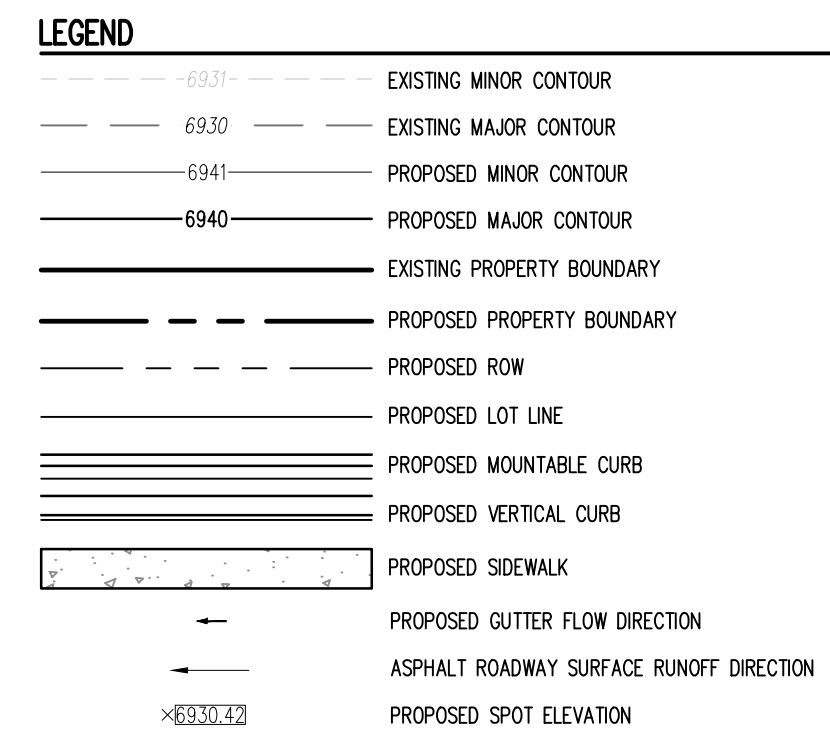 LEGEND
6931 EXISTING MINOR CONTOUR
6930 EXISTING MAJOR CONTOUR
6941 PROPOSED MINOR CONTOUR
6940 PROPOSED MAJOR CONTOUR
EXISTING PROPERTY BOUNDARY
PROPOSED PROPERTY BOUNDARY
PROPOSED ROW
PROPOSED LOT LINE
PROPOSED MOUNTABLE CURB
PROPOSED VERTICAL CURB
PROPOSED SIDEWALK
PROPOSED GUTTER FLOW DIRECTION
ASPHALT ROADWAY SURFACE RUNOFF DIRECTION
×6930.42 PROPOSED SPOT ELEVATION